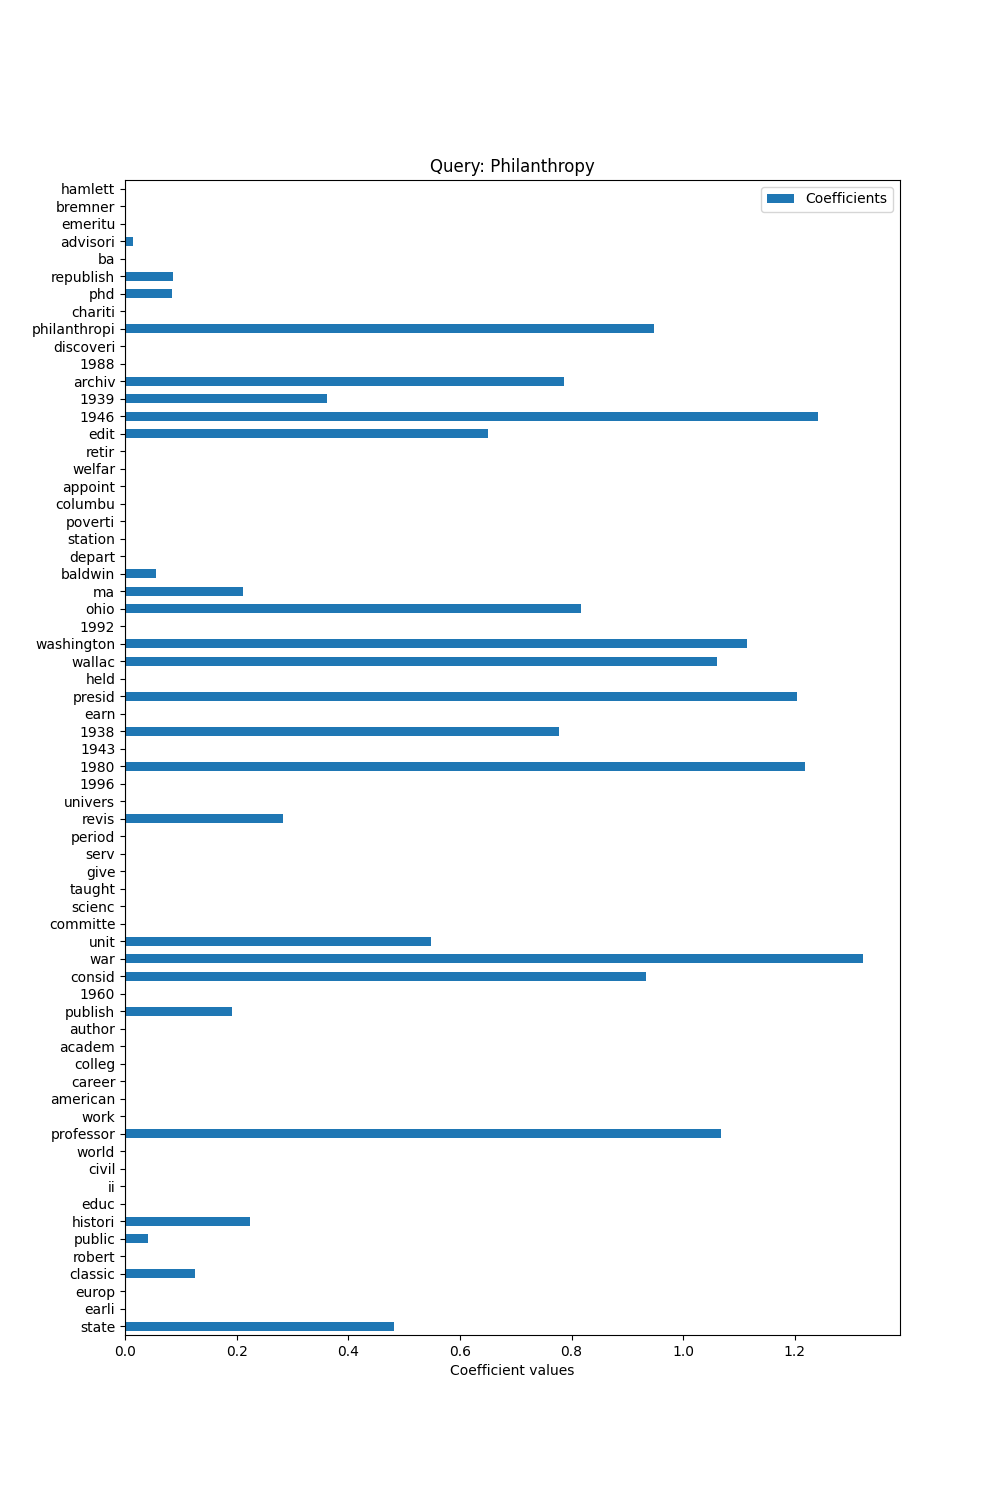 Query: Philanthropy
Coefficients
hamlett
bremner
emeritu
advisori
ba
republish
phd
chariti
philanthropi
discoveri
1988
archiv
1939
1946
edit
retir
welfar
appoint
columbu
poverti
station
depart
baldwin
ma
ohio
1992
washington
wallac
held
presid
earn
1938
1943
1980
1996
univers
revis
period
serv
give
taught
scienc
committe
unit
war
consid
1960
publish
author
academ
colleg
career
american
work
professor
world
civil
ii
educ
histori
public
robert
classic
europ
earli
state
0.0 0.2 0.4 0.6 0.8 1.0 1.2
Coefficient values